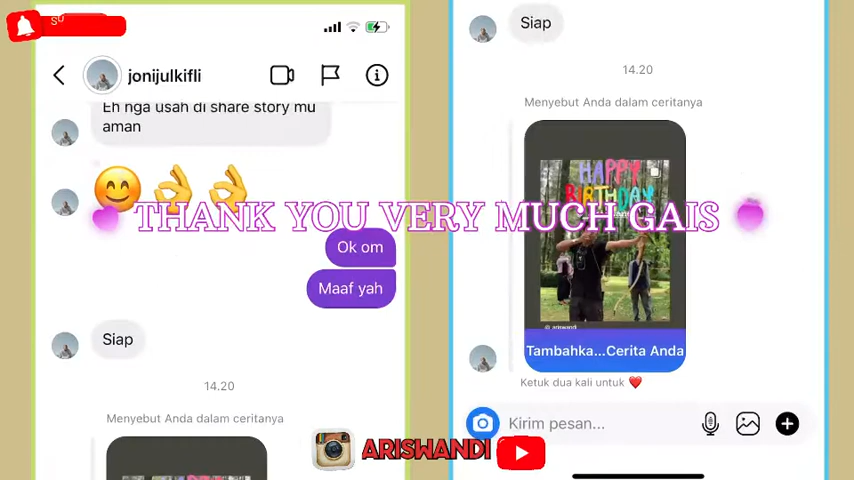 jonijulkifli
Eh nga usah di share story mu
aman
Ok om
Maaf yah
Siap
14.20
Menyebut Anda dalam ceritanya
Siap
14.20
Menyebut Anda dalam ceritanya
HAPPY
BIRTHDAY
ariswandi
Tambahka...Cerita Anda
Ketuk dua kali untuk ❤️
Kirim pesan...
THANK YOU VERY MUCH GAIS
ARISWANDI